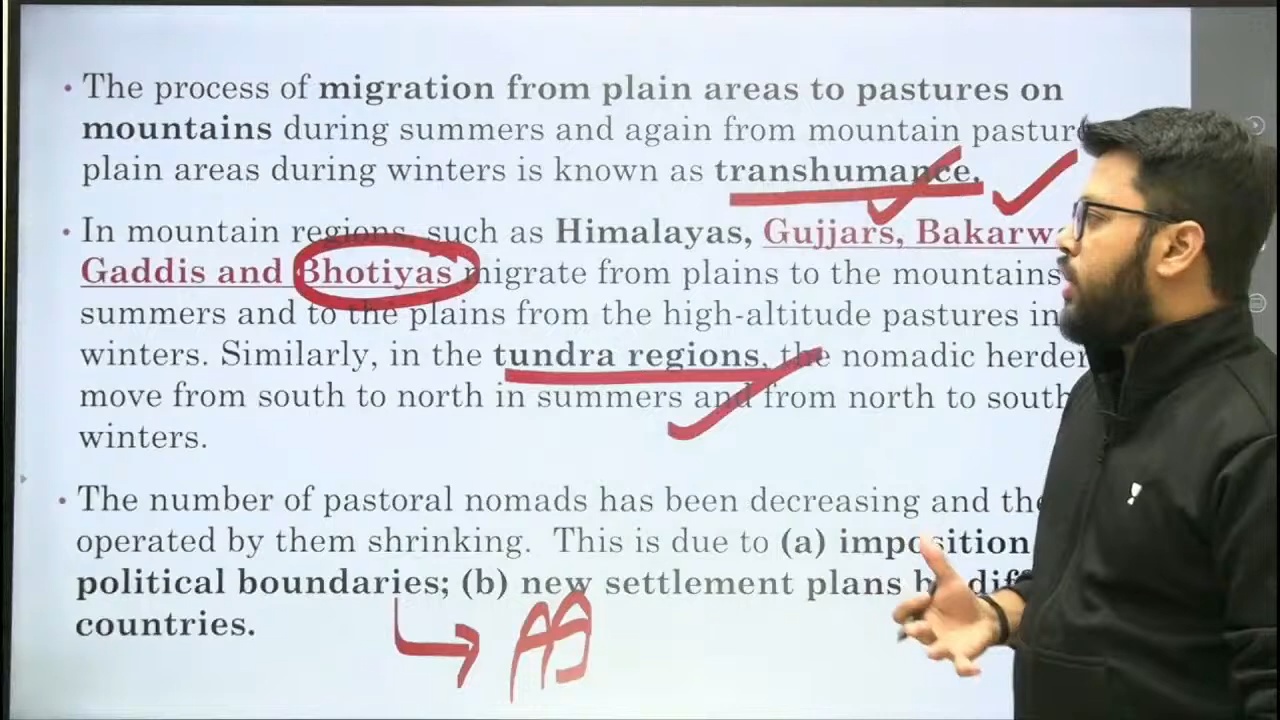 • The process of migration from plain areas to pastures on
mountains during summers and again from mountain pasture
plain areas during winters is known as transhumance.
• In mountain regions, such as Himalayas, Gujjars, Bakarw
Gaddis and Bhotiyas migrate from plains to the mountains
summers and to the plains from the high-altitude pastures in
winters. Similarly, in the tundra regions, the nomadic herder
move from south to north in summers and from north to south
winters.
• The number of pastoral nomads has been decreasing and the
operated by them shrinking. This is due to (a) imposition
political boundaries; (b) new settlement plans by diff
countries.